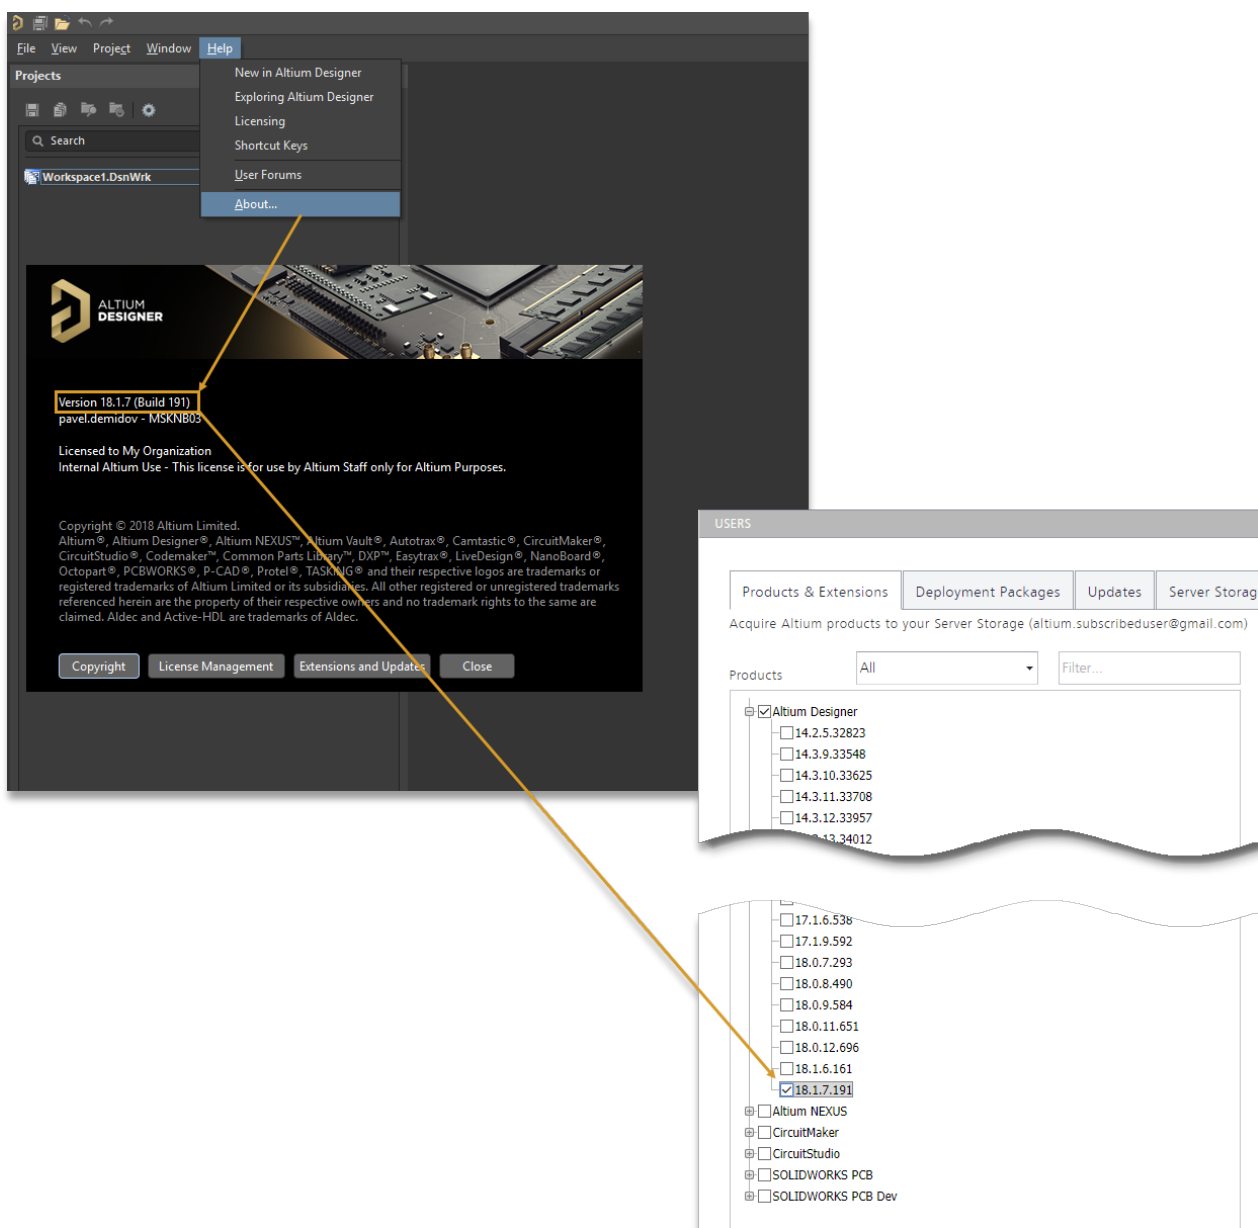 File View Project Window Help
Projects
New in Altium Designer
Exploring Altium Designer
Licensing
Shortcut Keys
User Forums
About...
Search
Workspace1.DsnWrk
ALTIUM
DESIGNER
Version 18.1.7 (Build 191)
pavel.demidov - MSKNB03
Licensed to My Organization
Internal Altium Use - This license is for use by Altium Staff only for Altium Purposes.
Copyright © 2018 Altium Limited.
Altium®, Altium Designer®, Altium NEXUS™, Altium Vault®, Autotrax®, Camtastic®, CircuitMaker®,
CircuitStudio®, Codemaker™, Common Parts Library™, DXP™, Easytrax®, LiveDesign®, NanoBoard®,
Octopart®, PCBWORKS®, P-CAD®, Protel®, TASKING® and their respective logos are trademarks or
registered trademarks of Altium Limited or its subsidiaries. All other registered or unregistered trademarks
referenced herein are the property of their respective owners and no trademark rights to the same are
claimed. Aldec and Active-HDL are trademarks of Aldec.
Copyright License Management Extensions and Updates Close
USERS
Products & Extensions Deployment Packages Updates Server Storag
Acquire Altium products to your Server Storage (altium.subscribeduser@gmail.com)
Products All Filter...
Altium Designer
14.2.5.32823
14.3.9.33548
14.3.10.33625
14.3.11.33708
14.3.12.33957
13.34012
17.1.6.538
17.1.9.592
18.0.7.293
18.0.8.490
18.0.9.584
18.0.11.651
18.0.12.696
18.1.6.161
18.1.7.191
Altium NEXUS
CircuitMaker
CircuitStudio
SOLIDWORKS PCB
SOLIDWORKS PCB Dev